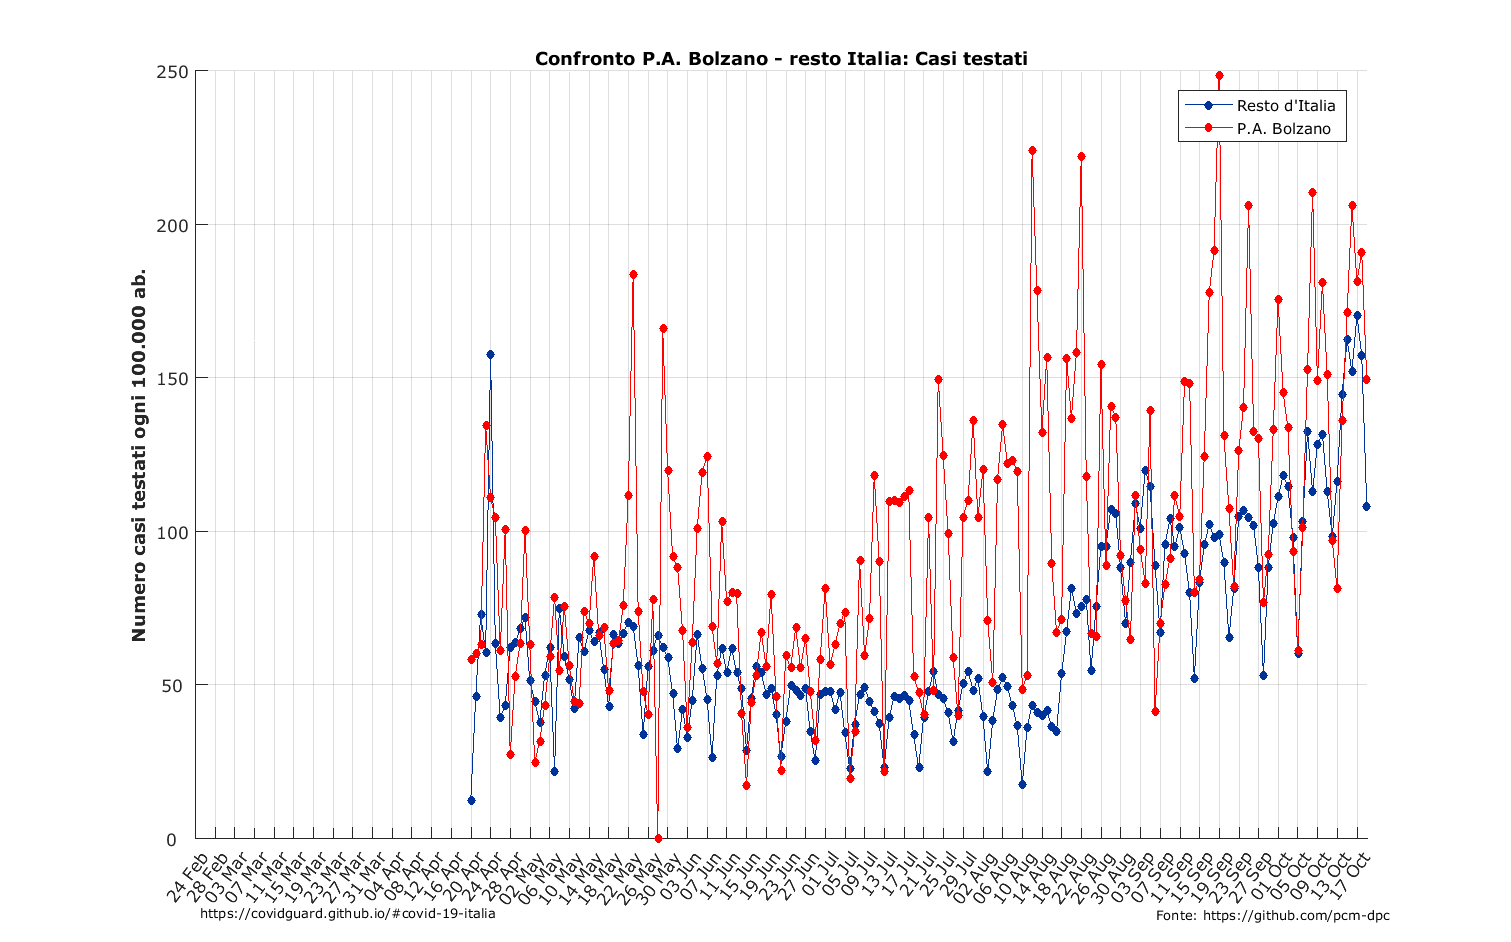 Confronto P.A. Bolzano - resto Italia: Casi testati
250
200
150
100
50
0
Numero casi testati ogni 100.000 ab.
Resto d'Italia
P.A. Bolzano
24 Feb
28 Feb
03 Mar
07 Mar
11 Mar
15 Mar
19 Mar
23 Mar
27 Mar
31 Mar
04 Apr
08 Apr
12 Apr
16 Apr
20 Apr
24 Apr
28 Apr
02 May
06 May
10 May
14 May
18 May
22 May
26 May
30 May
03 Jun
07 Jun
11 Jun
15 Jun
19 Jun
23 Jun
27 Jun
01 Jul
05 Jul
09 Jul
13 Jul
17 Jul
21 Jul
25 Jul
29 Jul
02 Aug
06 Aug
10 Aug
14 Aug
18 Aug
22 Aug
26 Aug
30 Aug
03 Sep
07 Sep
11 Sep
15 Sep
19 Sep
23 Sep
27 Sep
01 Oct
05 Oct
09 Oct
13 Oct
17 Oct
https://covidguard.github.io/#covid-19-italia
Fonte: https://github.com/pcm-dpc